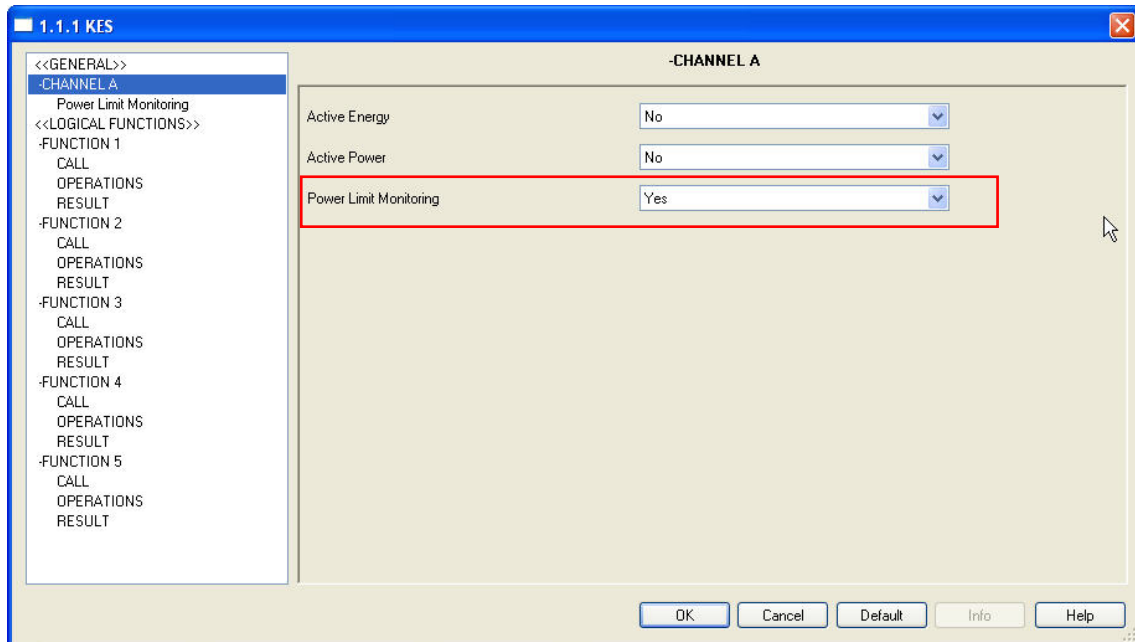 1.1.1 KES
<<GENERAL>>
-CHANNEL A
Power Limit Monitoring
<<LOGICAL FUNCTIONS>>
-FUNCTION 1
CALL
OPERATIONS
RESULT
-FUNCTION 2
CALL
OPERATIONS
RESULT
-FUNCTION 3
CALL
OPERATIONS
RESULT
-FUNCTION 4
CALL
OPERATIONS
RESULT
-FUNCTION 5
CALL
OPERATIONS
RESULT
-CHANNEL A
Active Energy No
Active Power No
Power Limit Monitoring Yes
OK Cancel Default Info Help